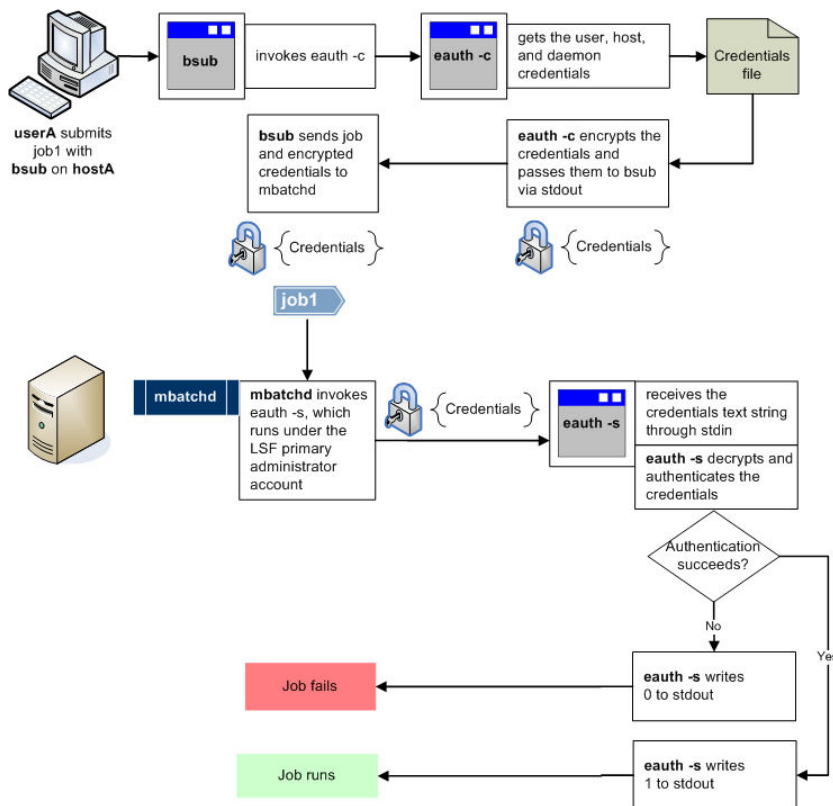 bsub
invokes eauth -c
eauth -c
gets the user, host,
and daemon
credentials
Credentials
file
userA submits
job1 with
bsub on hostA
bsub sends job
and encrypted
credentials to
mbatchd
eauth -c encrypts the
credentials and
passes them to bsub
via stdout
Credentials
Credentials
job1
mbatchd
mbatchd invokes
eauth -s, which
runs under the
LSF primary
administrator
account
Credentials
eauth -s
receives the
credentials text string
through stdin
eauth -s decrypts and
authenticates the
credentials
Authentication
succeeds?
No
Yes
Job fails
eauth -s writes
0 to stdout
Job runs
eauth -s writes
1 to stdout